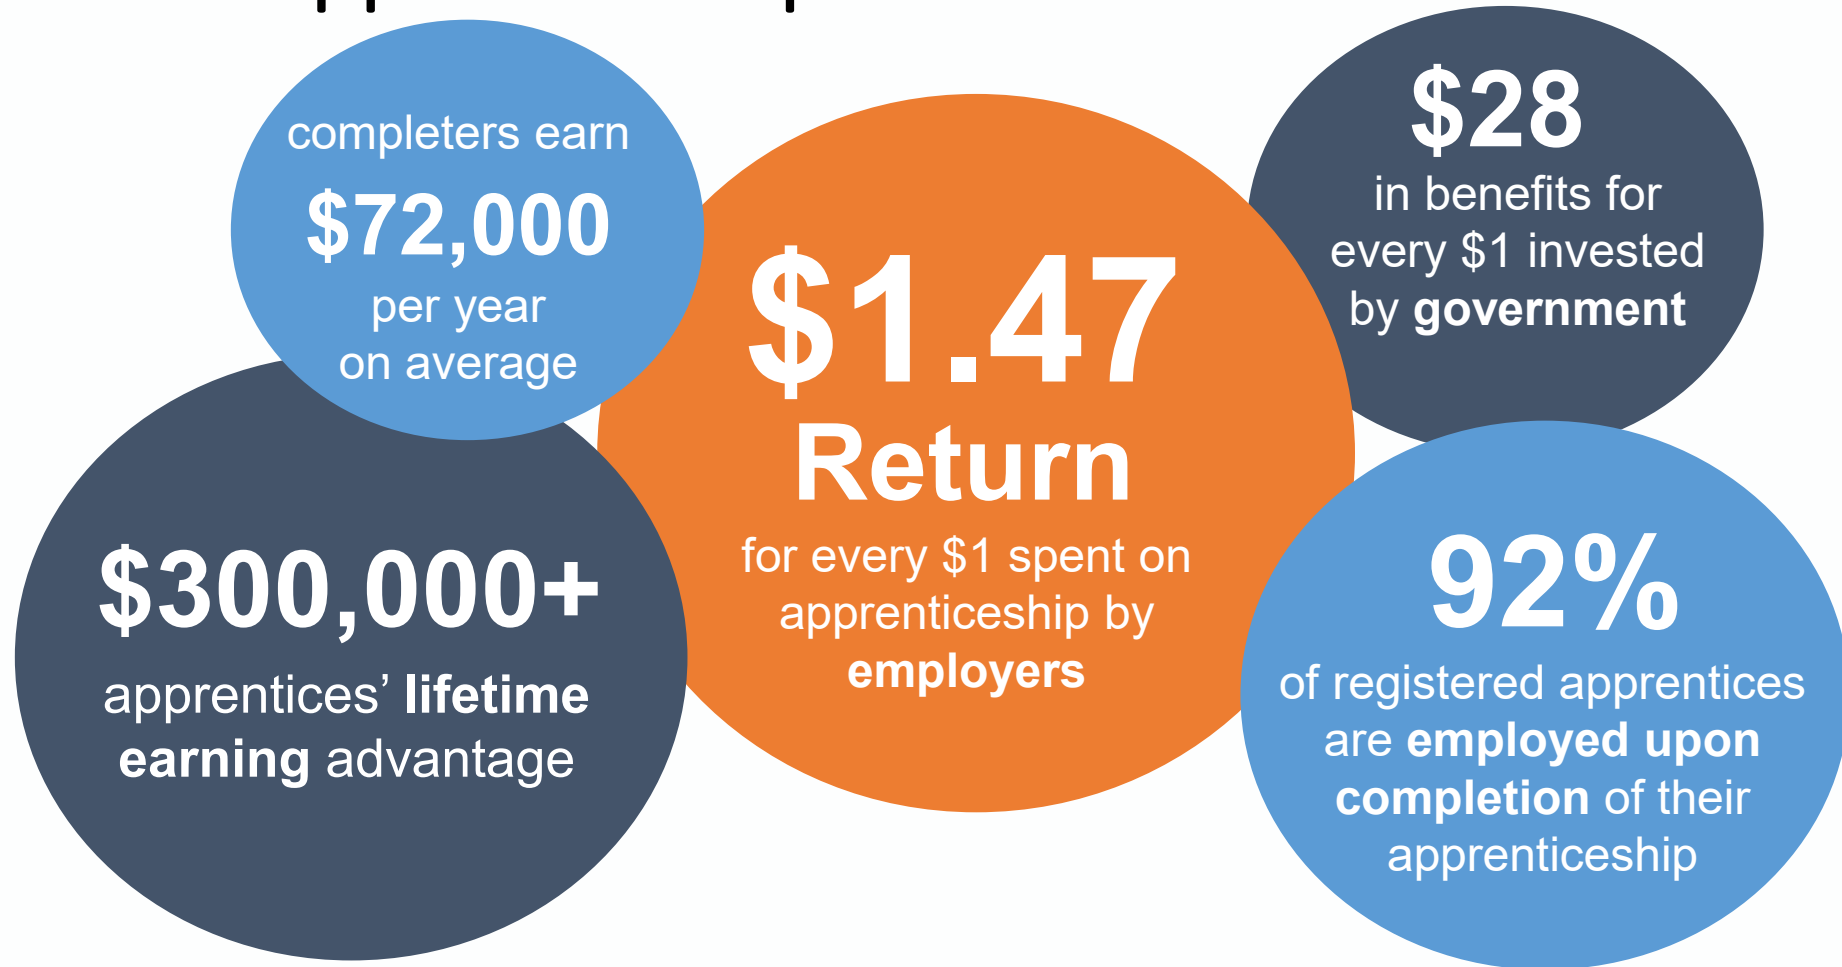 completers earn
$72,000
per year
on average
$300,000+
apprentices’ lifetime
earning advantage
$1.47
Return
for every $1 spent on
apprenticeship by
employers
$28
in benefits for
every $1 invested
by government
92%
of registered apprentices
are employed upon
completion of their
apprenticeship